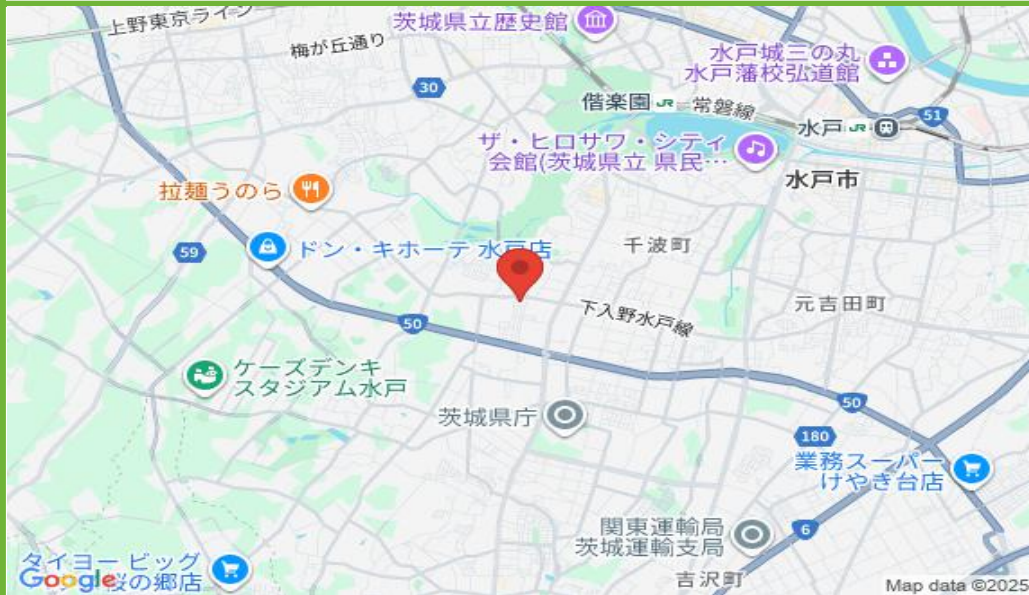 上野東京ライン
茨城県立歴史館
梅が丘通り
水戸城三の丸
水戸藩校弘道館
30
偕楽園 JR 常磐線
51
水戸 JR
ザ・ヒロサワ・シティ
会館(茨城県立 県民…
水戸市
拉麺うのら
59
ドン・キホーテ 水戸店
千波町
元吉田町
下入野水戸線
50
ケーズデンキ
スタジアム水戸
茨城県庁
50
180
業務スーパー
けやき台店
関東運輸局
茨城運輸支局
6
タイヨー ビッグ
桜の郷店
Google
吉沢町
Map data ©2025